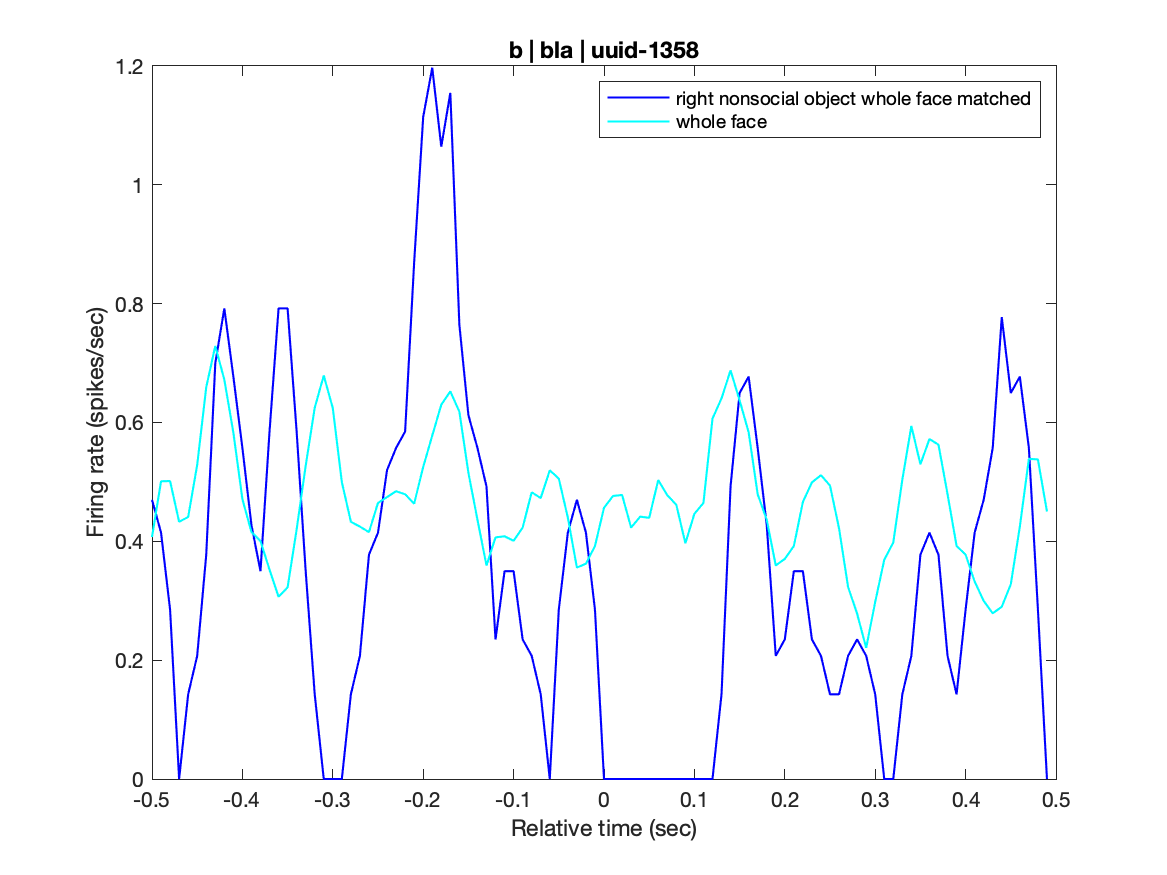 b | bla | uuid-1358
right nonsocial object whole face matched
whole face
Firing rate (spikes/sec)
1.2
1
0.8
0.6
0.4
0.2
0
-0.5 -0.4 -0.3 -0.2 -0.1 0 0.1 0.2 0.3 0.4 0.5
Relative time (sec)